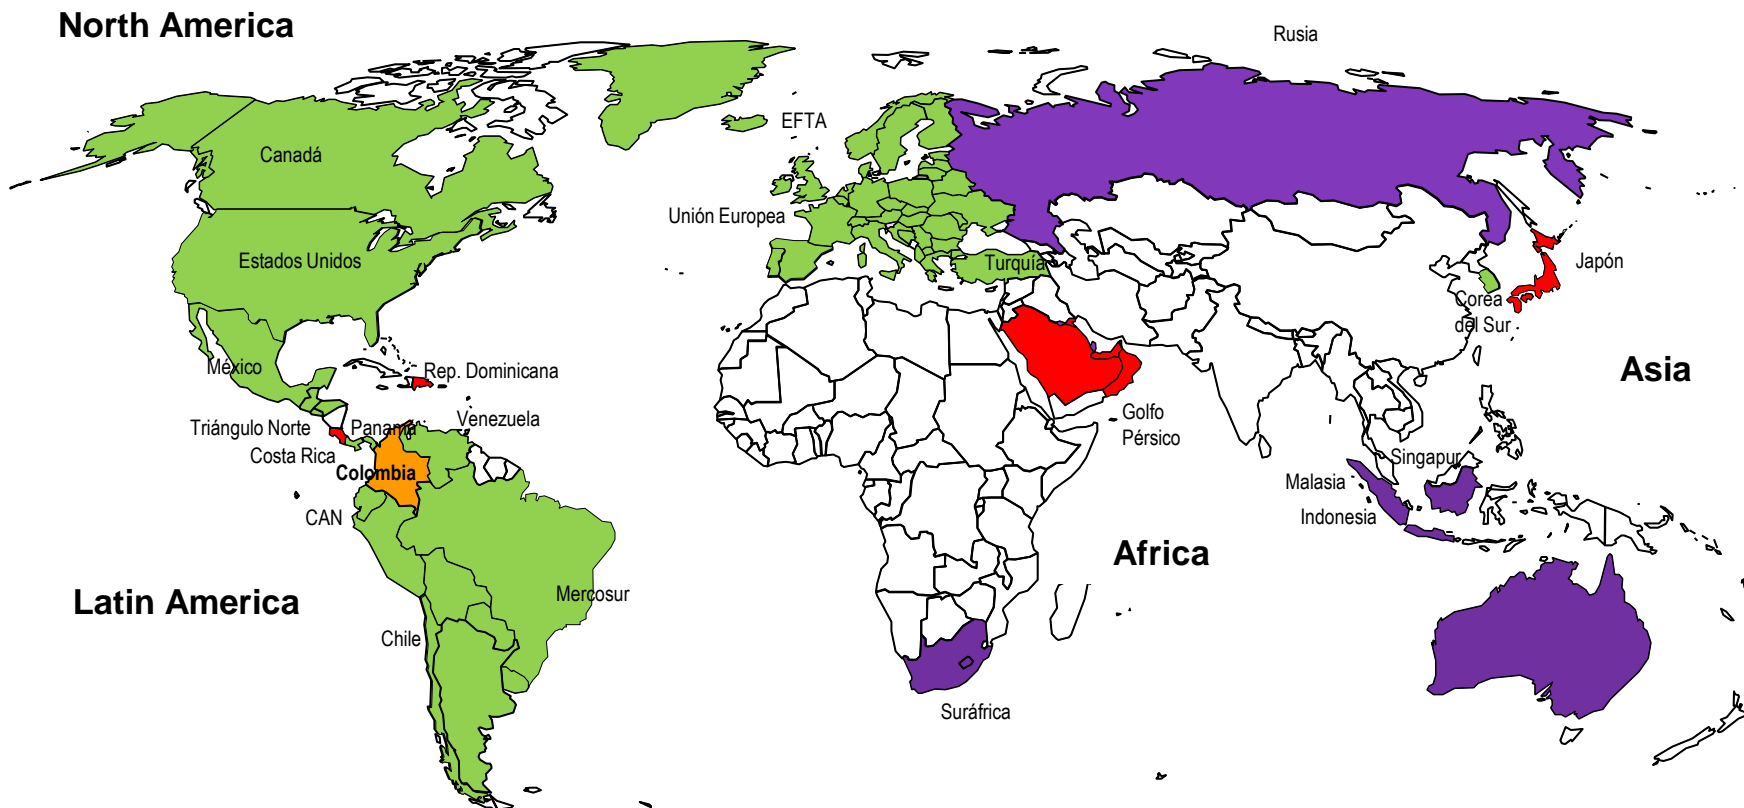 North America
Rusia
EFTA
Canadá
Unión Europea
Estados Unidos
Turquía
Japón
Corea
del Sur
México
Rep. Dominicana
Asia
Venezuela
Golfo
Pérsico
Triángulo Norte
Panamá
Costa Rica
Colombia
Singapur
Malasia
Indonesia
CAN
Africa
Latin America
Mercosur
Chile
Suráfrica